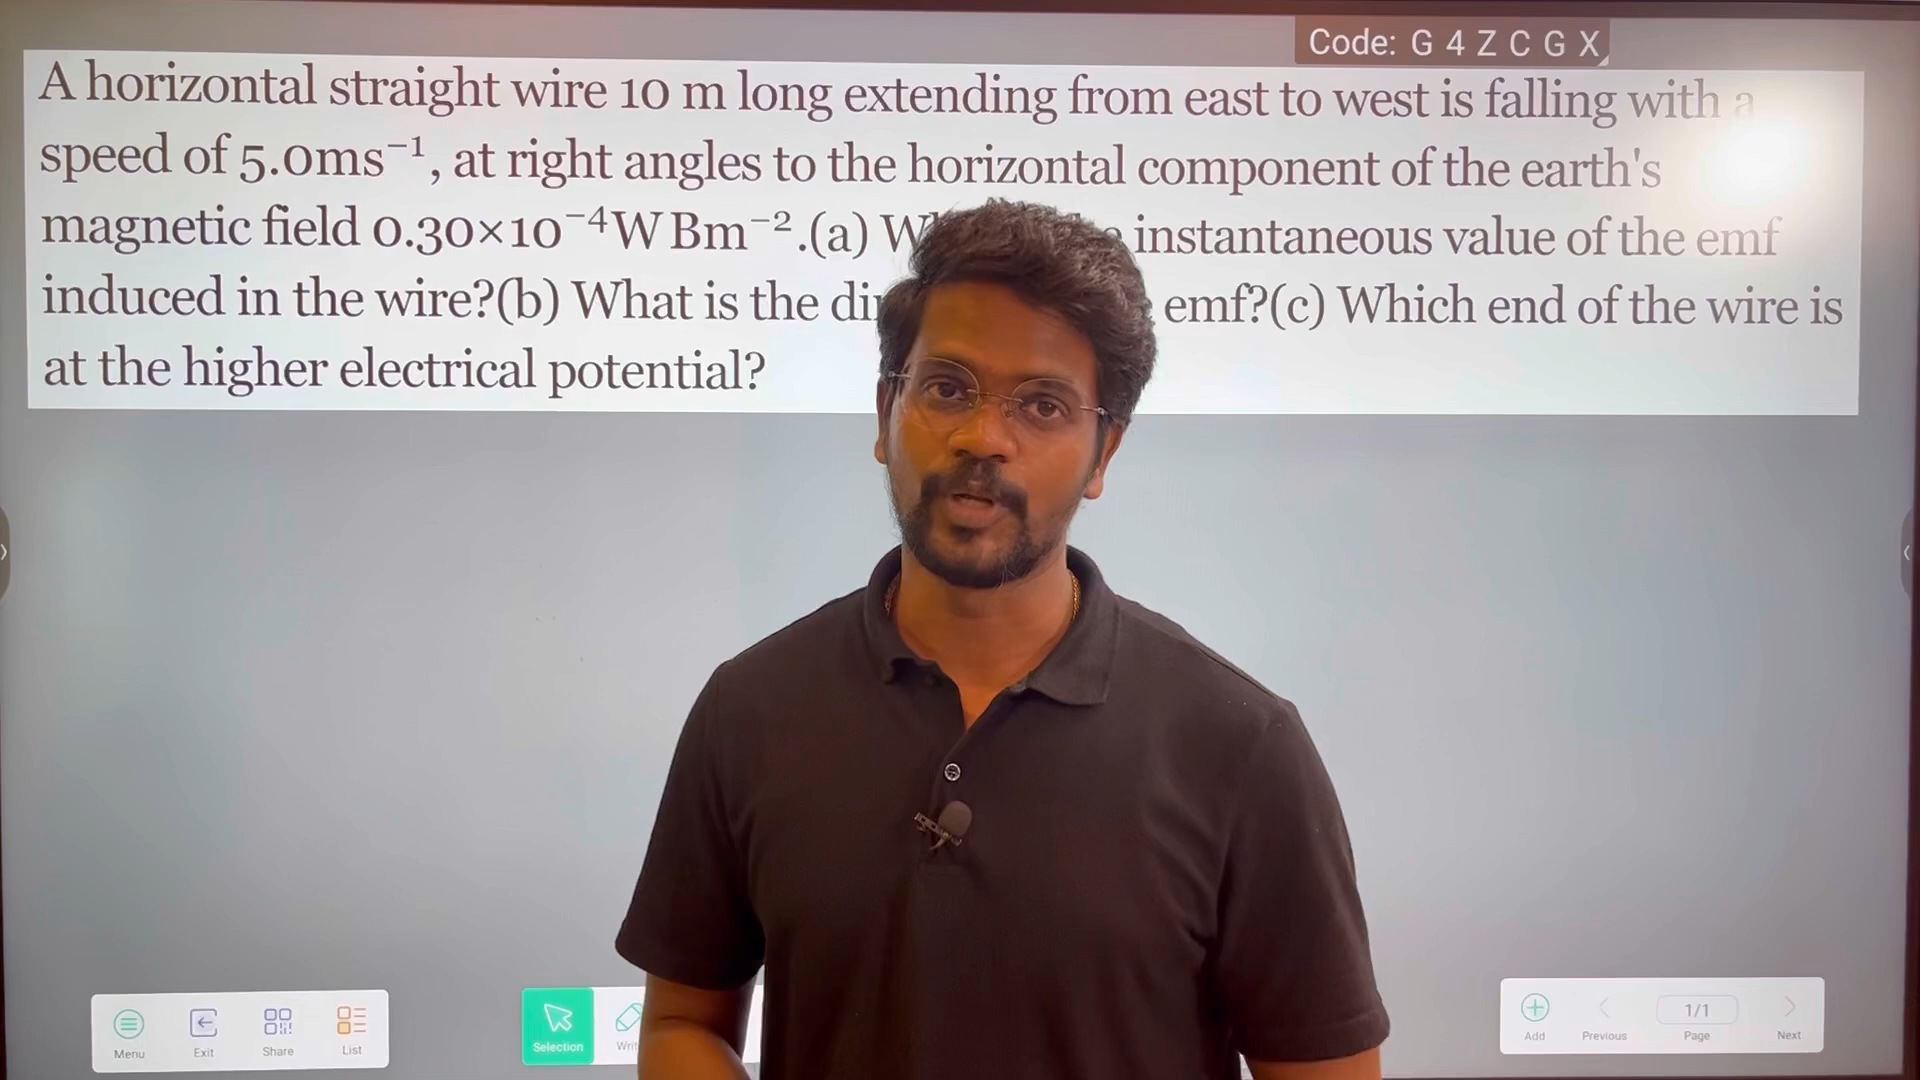 Code: G 4 Z C G X
A horizontal straight wire 10 m long extending from east to west is falling with a
speed of 5.0ms⁻¹, at right angles to the horizontal component of the earth's
magnetic field 0.30×10⁻⁴WBm⁻².(a) instantaneous value of the emf
induced in the wire?(b) What is the emf?(c) Which end of the wire is
at the higher electrical potential?
Menu Exit Share List Selection Add Previous 1/1 Page Next